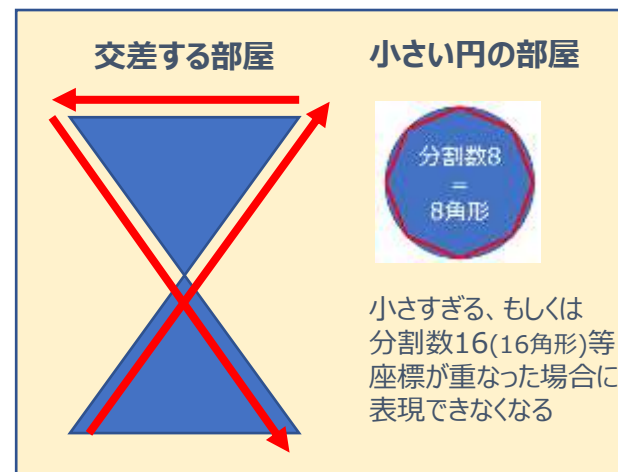 交差する部屋
小さい円の部屋
分割数8
=
8角形
小さすぎる、もしくは
分割数16(16角形)等
座標が重なった場合に
表現できなくなる